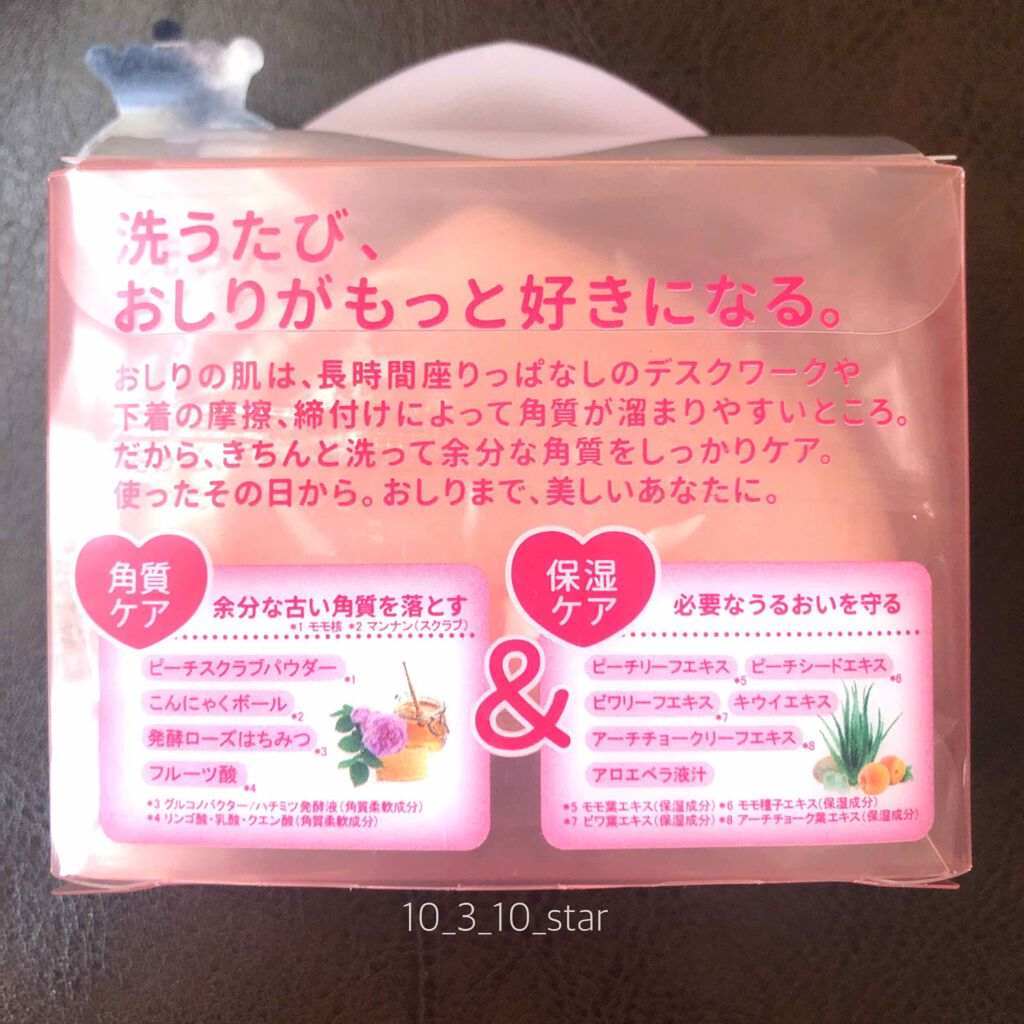 洗うたび、
おしりがもっと好きになる。
おしりの肌は、長時間座りっぱなしのデスクワークや
下着の摩擦、締付けによって角質が溜まりやすいところ。
だから、きちんと洗って余分な角質をしっかりケア。
使ったその日から。おしりまで、美しいあなたに。
角質
ケア
余分な古い角質を落とす
*1 モモ核 *2 マンナン(スクラブ)
ピーチスクラブパウダー*1
こんにゃくボール*2
発酵ローズはちみつ*3
フルーツ酸*4
*3 グルコノバクター/ハチミツ発酵液(角質柔軟成分)
*4 リンゴ酸・乳酸・クエン酸(角質柔軟成分)
&
保湿
ケア
必要なうるおいを守る
ピーチリーフエキス*5 ピーチシードエキス*6
ビワリーフエキス*7 キウイエキス
アーチチョークリーフエキス*8
アロエベラ液汁
*5 モモ葉エキス(保湿成分) *6 モモ種子エキス(保湿成分)
*7 ビワ葉エキス(保湿成分) *8 アーチチョーク葉エキス(保湿成分)
10_3_10_star